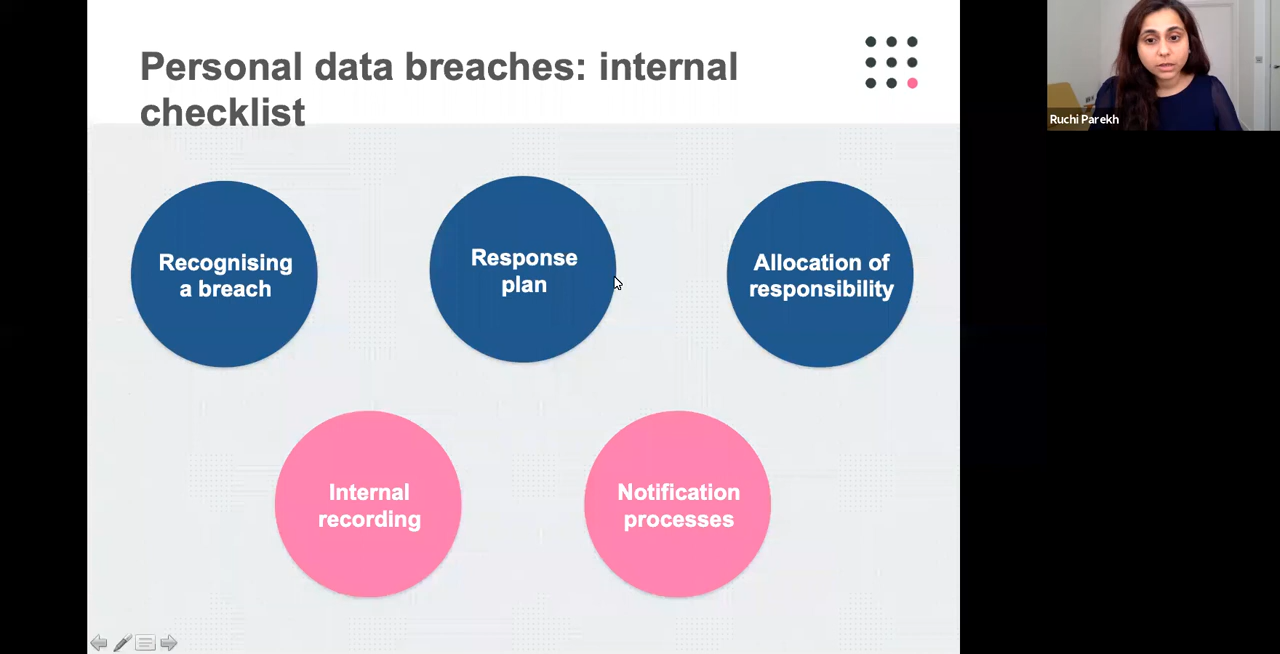 Personal data breaches: internal
checklist
Ruchi Parekh
Recognising
a breach
Response
plan
Allocation of
responsibility
Internal
recording
Notification
processes